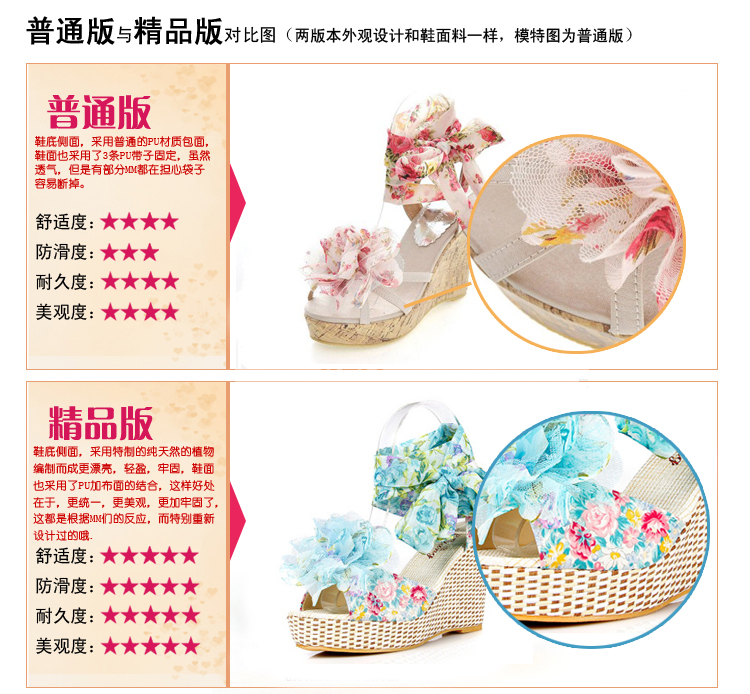 普通版与精品版对比图（两版本外观设计和鞋面料一样，模特图为普通版）
普通版
鞋底侧面，采用普通的PU材质包面，
鞋面也采用了3条PU带子固定，虽然
透气，但是有部分MM都在担心袋子
容易断掉。
舒适度：★★★★
防滑度：★★★
耐久度：★★★★
美观度：★★★★
精品版
鞋底侧面，采用特制的纯天然的植物
编制而成更漂亮，轻盈，牢固，鞋面
也采用了PU加布面的结合，这样好处
在于，更统一，更美观，更加牢固了，
这都是根据MM们的反应，而特别重新
设计过的哦.
舒适度：★★★★★
防滑度：★★★★★
耐久度：★★★★★
美观度：★★★★★